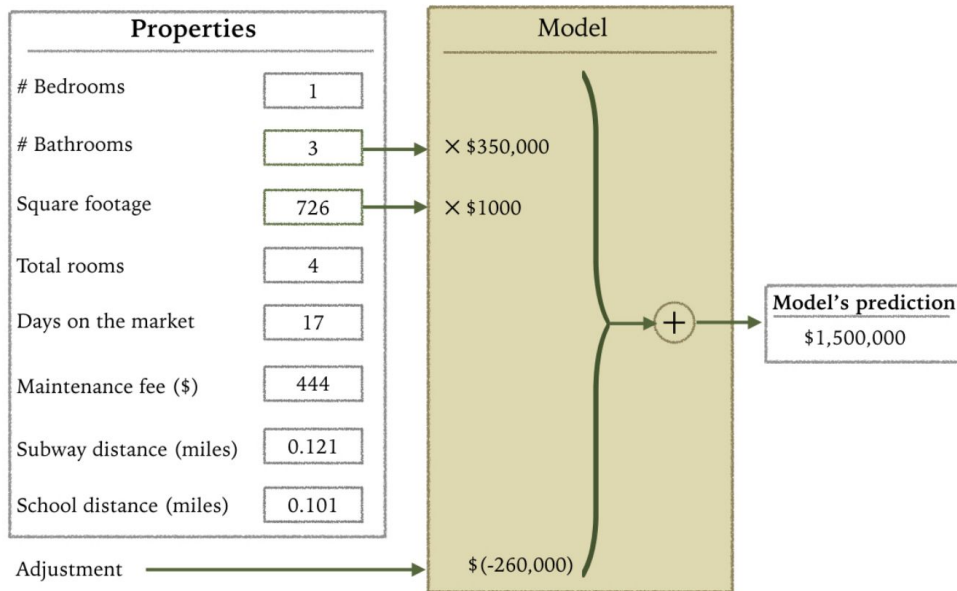 Properties
Model
# Bedrooms
1
# Bathrooms
3
× $350,000
Square footage
726
× $1000
Total rooms
4
Days on the market
17
+
Model's prediction
$1,500,000
Maintenance fee ($)
444
Subway distance (miles)
0.121
School distance (miles)
0.101
Adjustment
$(-260,000)